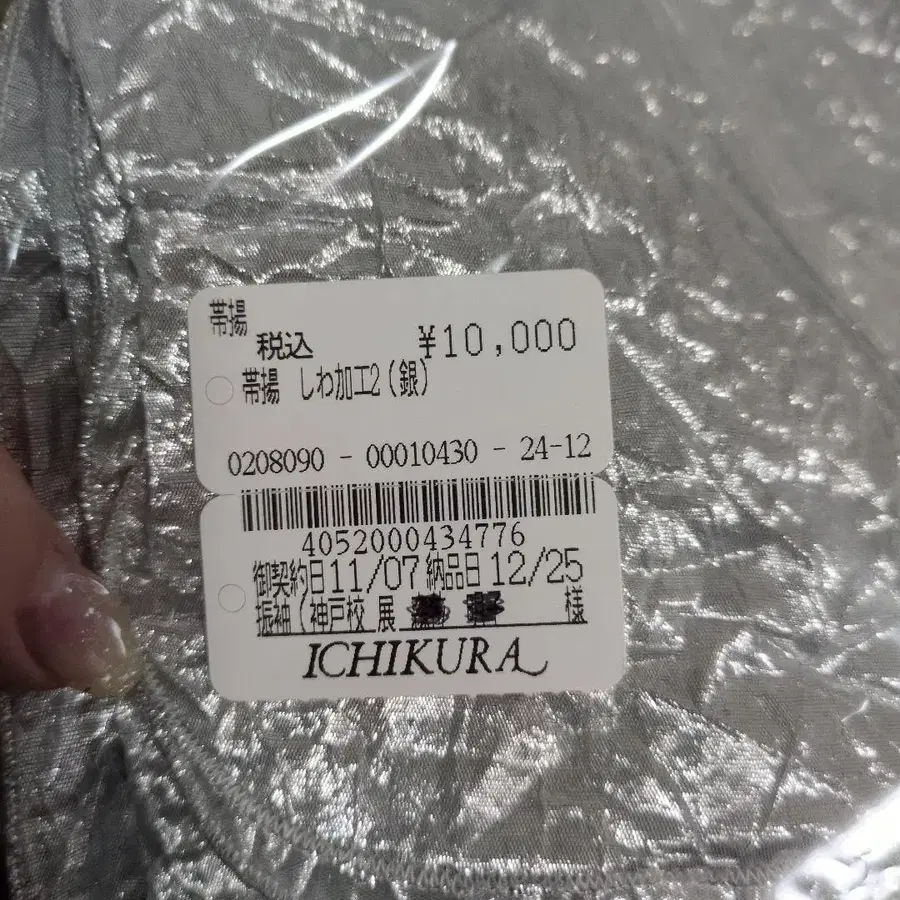 帯揚
税込 ¥10,000
帯揚 しわ加工2(銀)
0208090 - 00010430 - 24-12
4052000434776
御契約日11/07 納品日12/25
振袖(神戸校 展 様
ICHIKURA